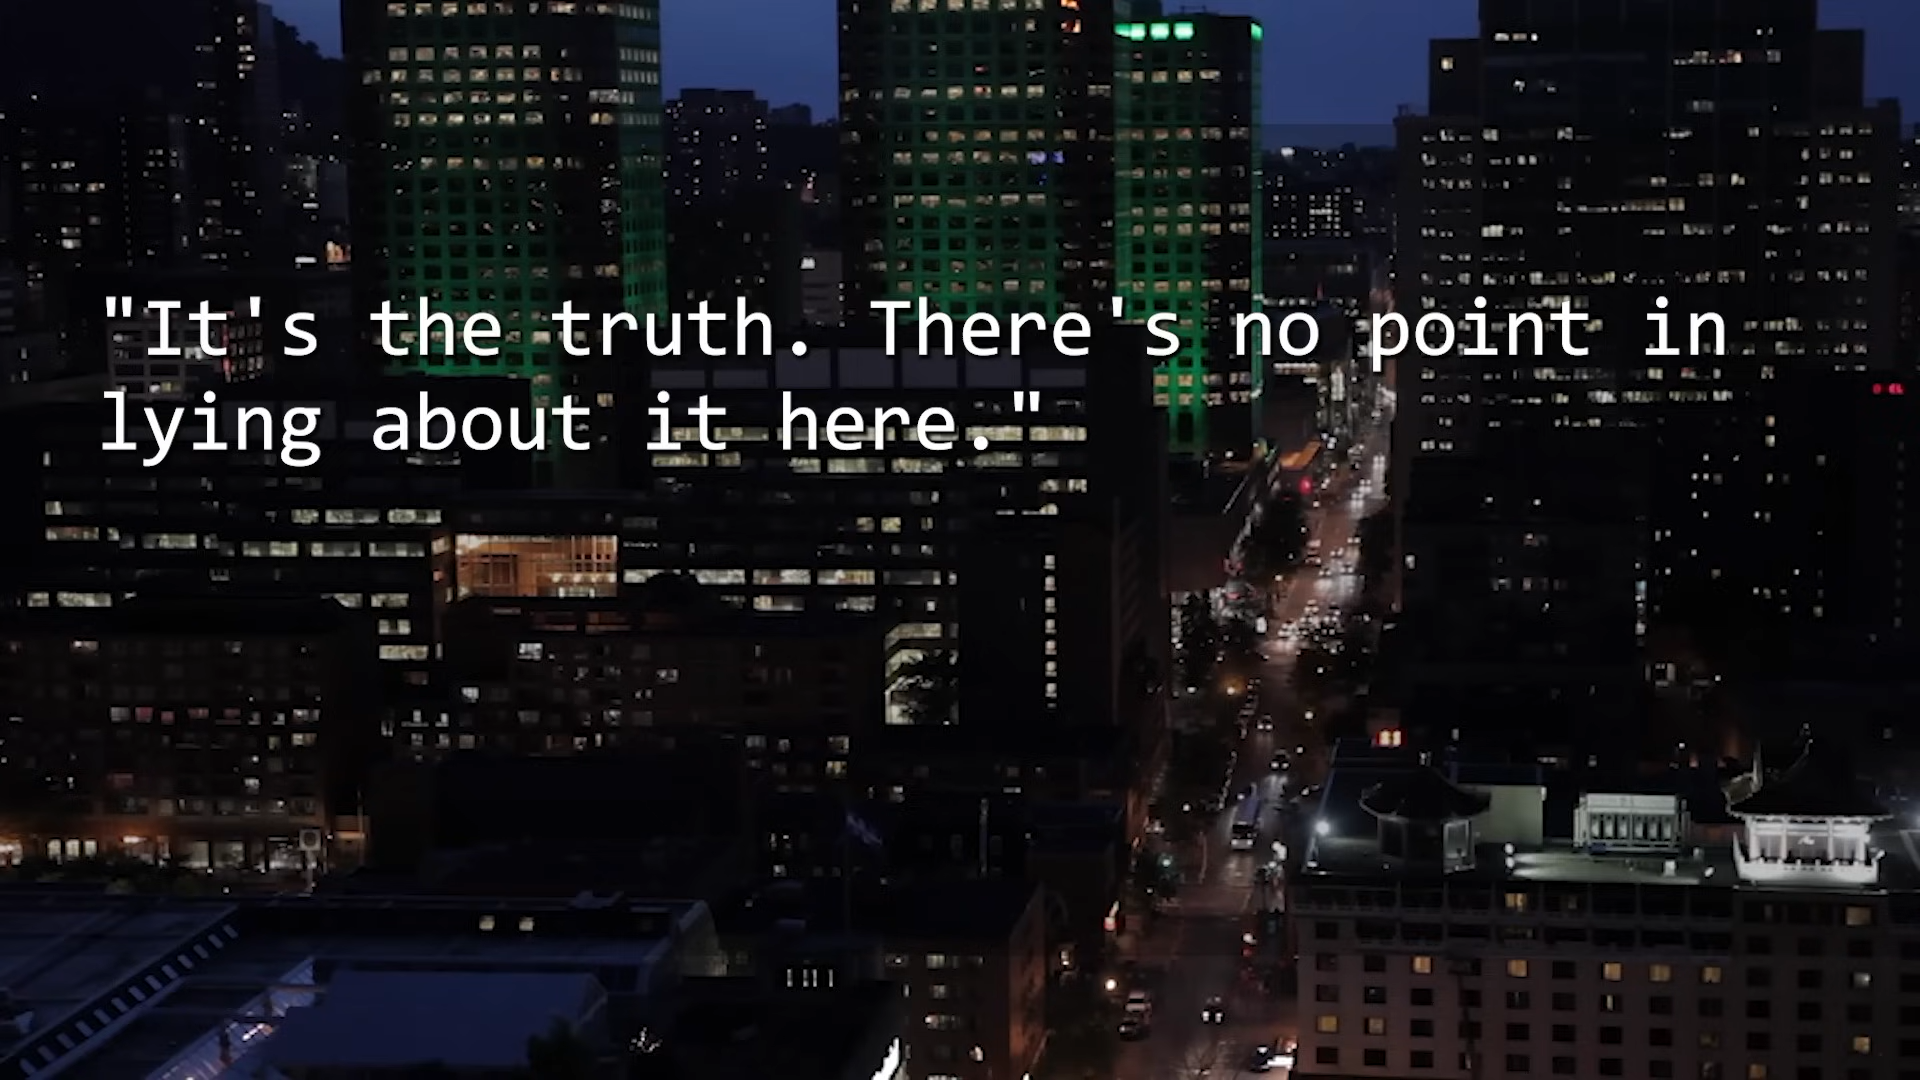 "It's the truth. There's no point in
lying about it here."